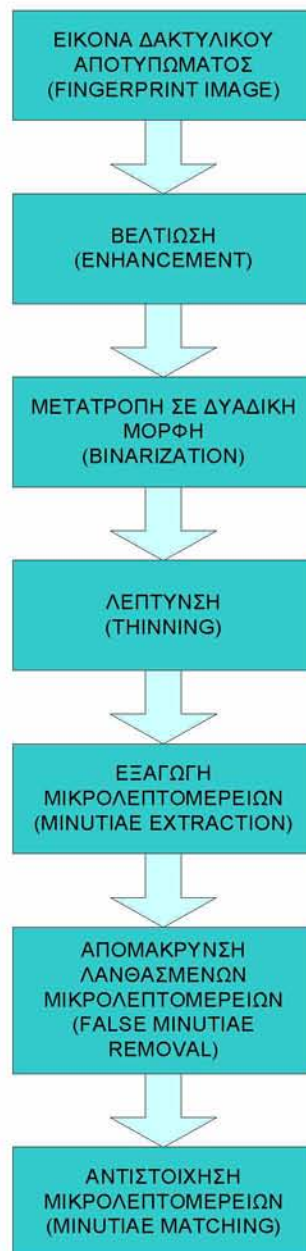 ΕΙΚΟΝΑ ΔΑΚΤΥΛΙΚΟΥ
ΑΠΟΤΥΠΩΜΑΤΟΣ
(FINGERPRINT IMAGE)
ΒΕΛΤΙΩΣΗ
(ENHANCEMENT)
ΜΕΤΑΤΡΟΠΗ ΣΕ ΔΥΑΔΙΚΗ
ΜΟΡΦΗ
(BINARIZATION)
ΛΕΠΤΥΝΣΗ
(THINNING)
ΕΞΑΓΩΓΗ
ΜΙΚΡΟΛΕΠΤΟΜΕΡΕΙΩΝ
(MINUTIAE EXTRACTION)
ΑΠΟΜΑΚΡΥΝΣΗ
ΛΑΝΘΑΣΜΕΝΩΝ
ΜΙΚΡΟΛΕΠΤΟΜΕΡΕΙΩΝ
(FALSE MINUTIAE
REMOVAL)
ΑΝΤΙΣΤΟΙΧΗΣΗ
ΜΙΚΡΟΛΕΠΤΟΜΕΡΕΙΩΝ
(MINUTIAE MATCHING)